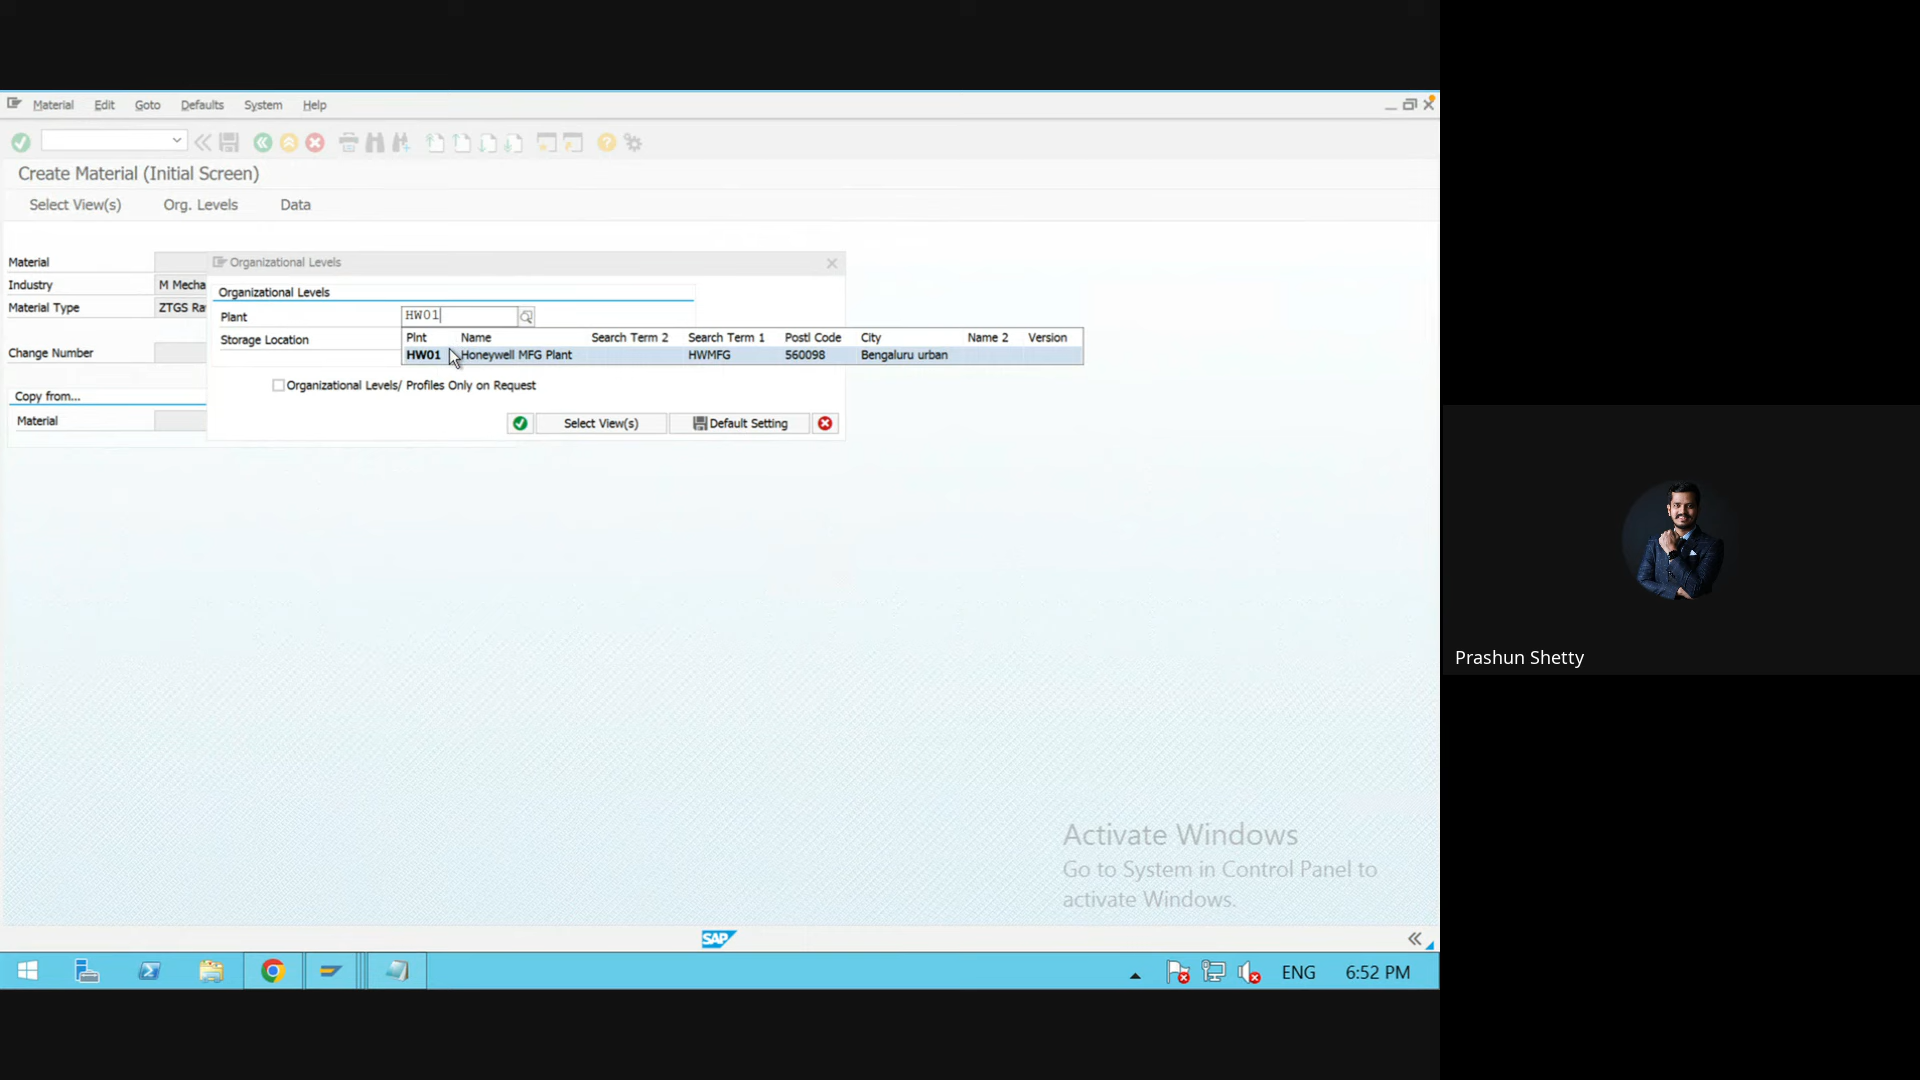 Material Edit Goto Defaults System Help
Create Material (Initial Screen)
Select View(s) Org. Levels Data
Material
Industry M Mecha
Material Type ZTGS Ra
Change Number
Copy from...
Material
Organizational Levels
Organizational Levels
Plant HW01
Storage Location
Plnt Name Search Term 2 Search Term 1 Postl Code City Name 2 Version
HW01 Honeywell MFG Plant HWMFG 560098 Bengaluru urban
Organizational Levels/ Profiles Only on Request
Select View(s) Default Setting
Activate Windows
Go to System in Control Panel to
activate Windows.
SAP
ENG 6:52 PM
Prashun Shetty